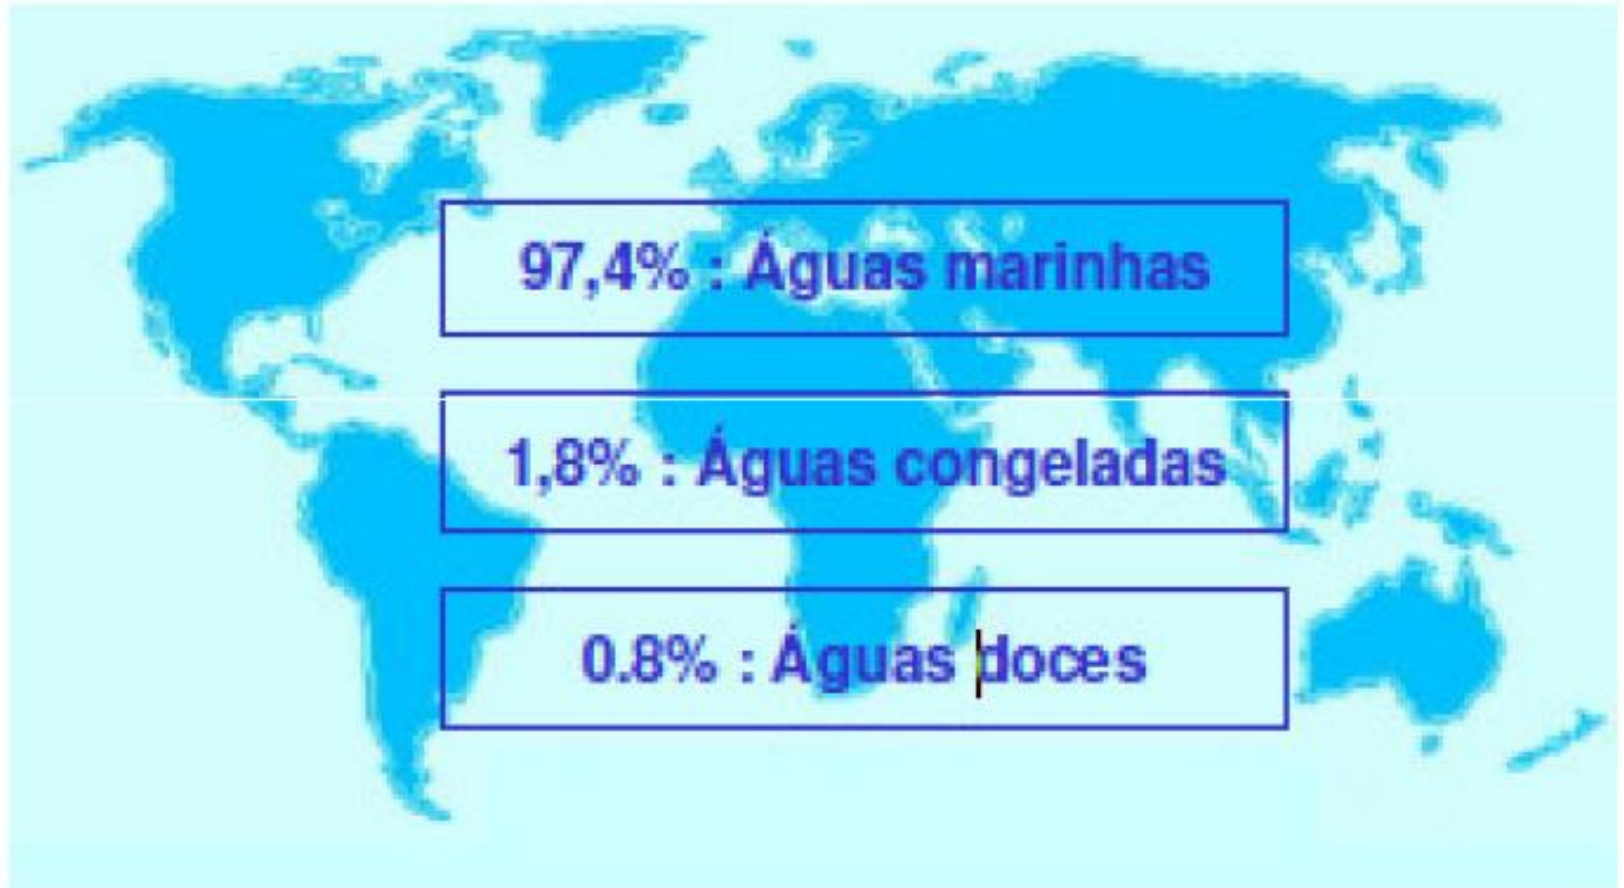 97,4% : Águas marinhas
1,8% : Águas congeladas
0.8% : Águas doces